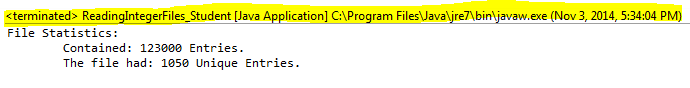 <terminated> ReadingIntegerFiles_Student [Java Application] C:\Program Files\Java\jre7\bin\javaw.exe (Nov 3, 2014, 5:34:04 PM)
File Statistics:
Contained: 123000 Entries.
The file had: 1050 Unique Entries.